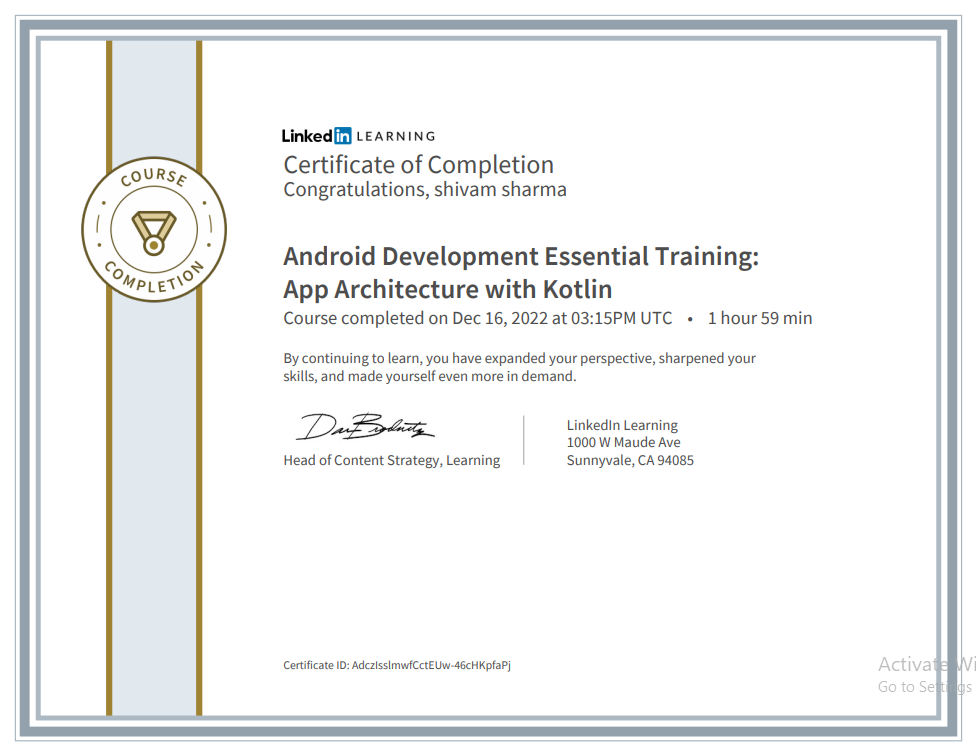 COURSE
COMPLETION
Linked in LEARNING
Certificate of Completion
Congratulations, shivam sharma
Android Development Essential Training:
App Architecture with Kotlin
Course completed on Dec 16, 2022 at 03:15PM UTC • 1 hour 59 min
By continuing to learn, you have expanded your perspective, sharpened your
skills, and made yourself even more in demand.
Head of Content Strategy, Learning
LinkedIn Learning
1000 W Maude Ave
Sunnyvale, CA 94085
Certificate ID: AdczIsslmwfCctEUw-46cHKpfaPj
Activate Wi
Go to Settings